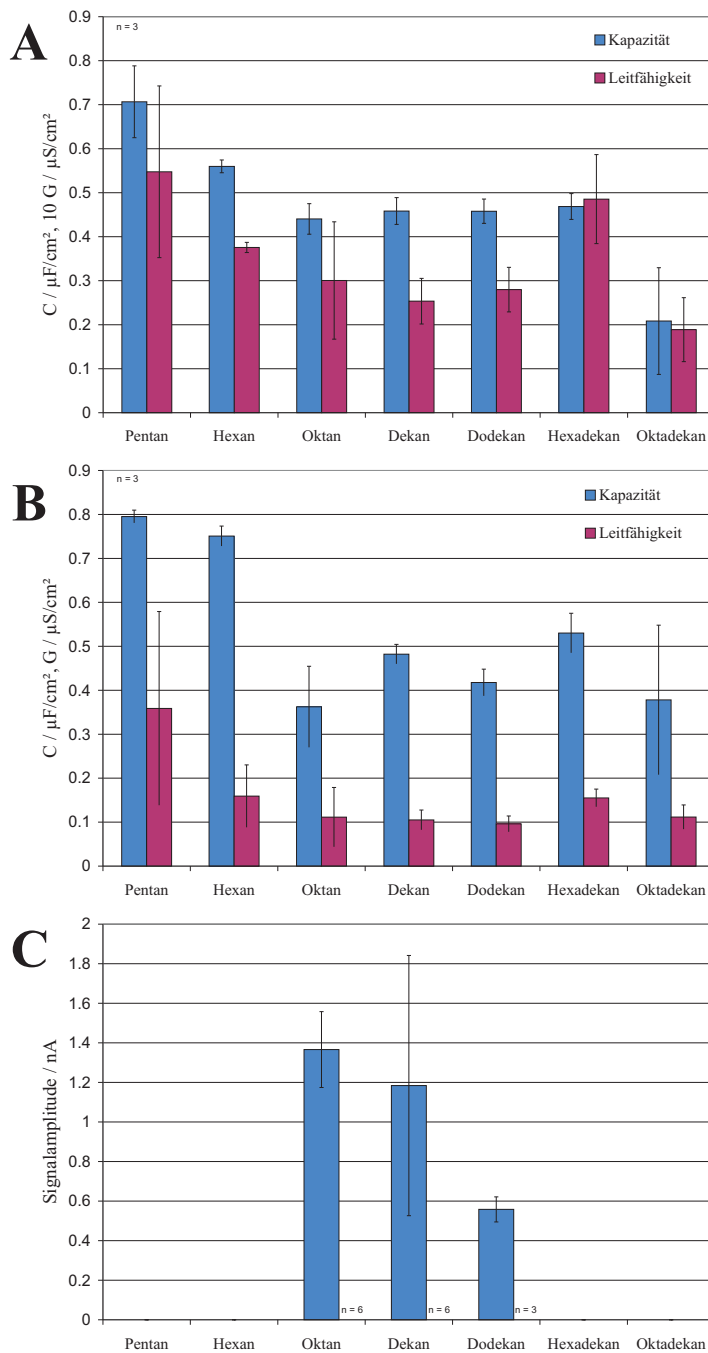 A
n = 3
Kapazität
Leitfähigkeit
C / µF/cm², 10 G / µS/cm²
0.9
0.8
0.7
0.6
0.5
0.4
0.3
0.2
0.1
0
Pentan Hexan Oktan Dekan Dodekan Hexadekan Oktadekan
B
n = 3
Kapazität
Leitfähigkeit
C / µF/cm², G / µS/cm²
0.9
0.8
0.7
0.6
0.5
0.4
0.3
0.2
0.1
0
Pentan Hexan Oktan Dekan Dodekan Hexadekan Oktadekan
C
Signalamplitude / nA
2
1.8
1.6
1.4
1.2
1
0.8
0.6
0.4
0.2
0
n = 6 n = 6 n = 3
Pentan Hexan Oktan Dekan Dodekan Hexadekan Oktadekan